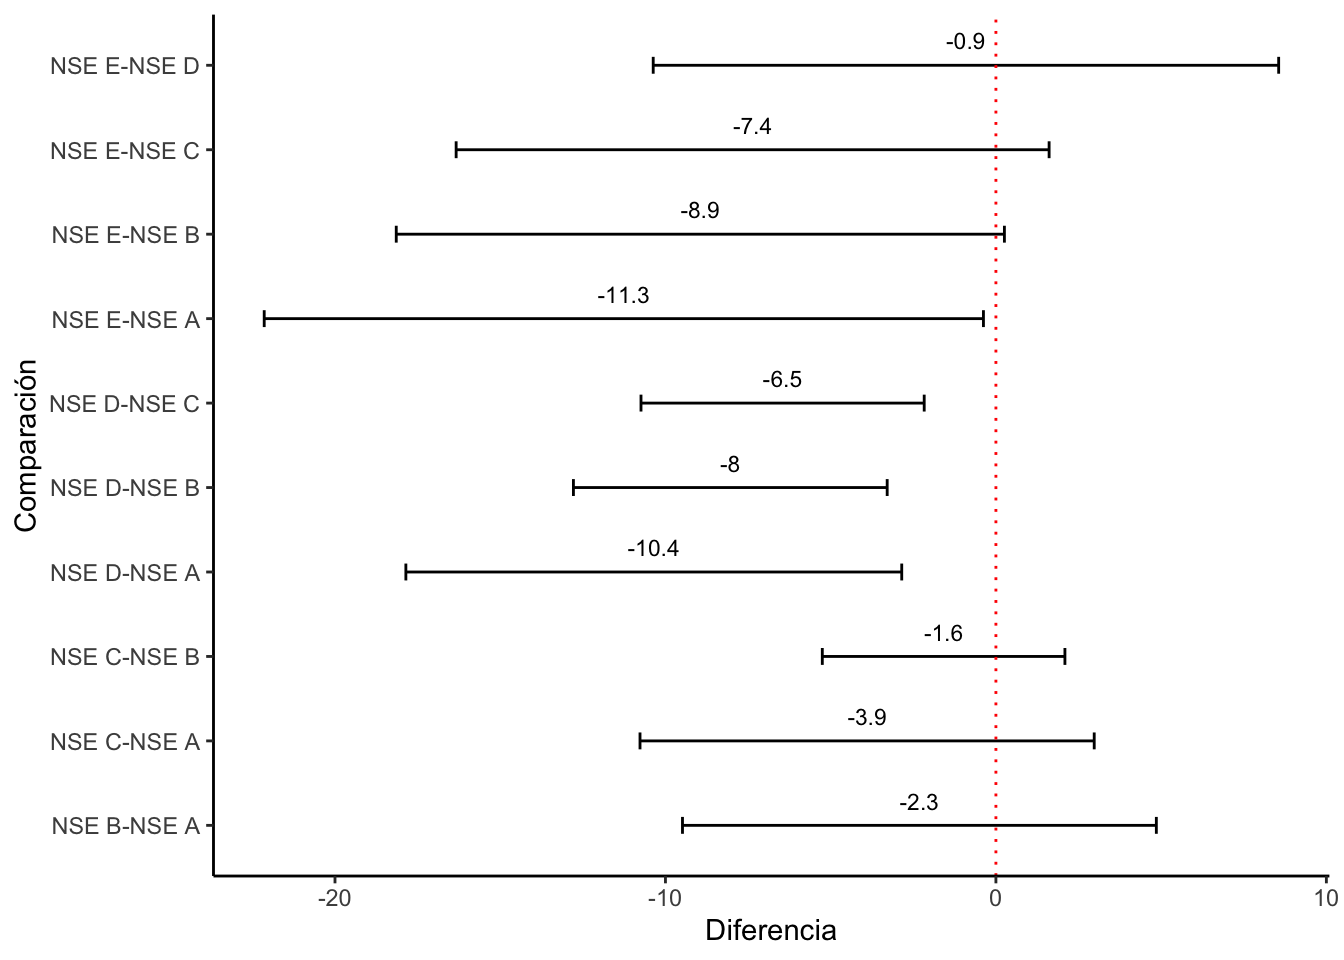 NSE E-NSE D
-0.9
NSE E-NSE C
-7.4
NSE E-NSE B
-8.9
NSE E-NSE A
-11.3
NSE D-NSE C
-6.5
NSE D-NSE B
-8
NSE D-NSE A
-10.4
NSE C-NSE B
-1.6
NSE C-NSE A
-3.9
NSE B-NSE A
-2.3
Comparación
-20
-10
0
10
Diferencia